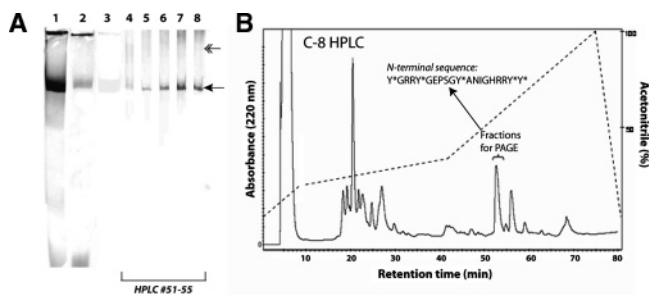 A
1 2 3 4 5 6 7 8
HPLC #51-55
B
C-8 HPLC
N-terminal sequence:
Y*GRRY*GEPSGY*ANIGHRRY*Y*
Fractions
for PAGE
Absorbance (220 nm)
0
10 20 30 40 50 60 70 80
Retention time (min)
100
50
Acetonitrile (%)